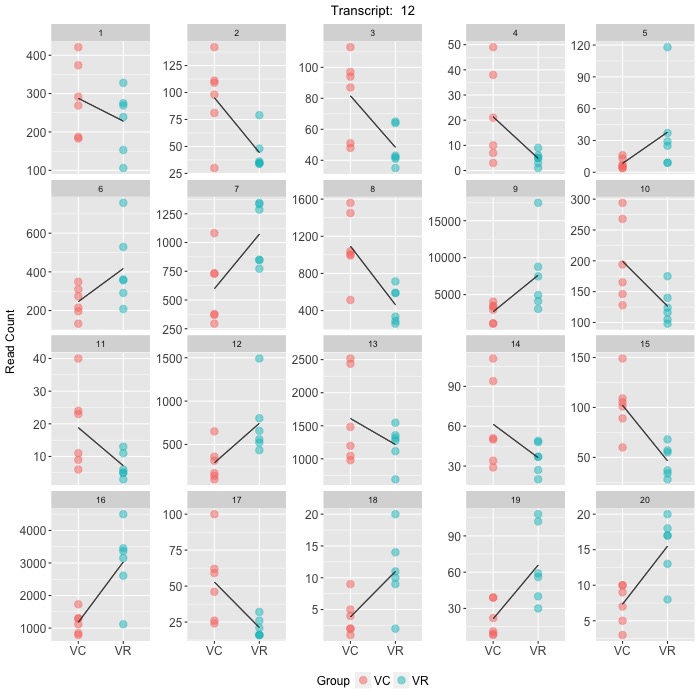 Transcript: 12
1 2 3 4 5
400 300 200 100
125 100 75 50 25
100 80 60 40
50 40 30 20 10 0
120 90 60 30 0
6 7 8 9 10
600 400 200
1250 1000 750 500 250
1600 1200 800 400
15000 10000 5000
300 250 200 150 100
Read Count
11 12 13 14 15
40 30 20 10
1500 1000 500
2500 2000 1500 1000
90 60 30
150 100 50
16 17 18 19 20
4000 3000 2000 1000
100 75 50 25
20 15 10 5
90 60 30
20 15 10 5
VC VR VC VR VC VR VC VR VC VR
Group VC VR